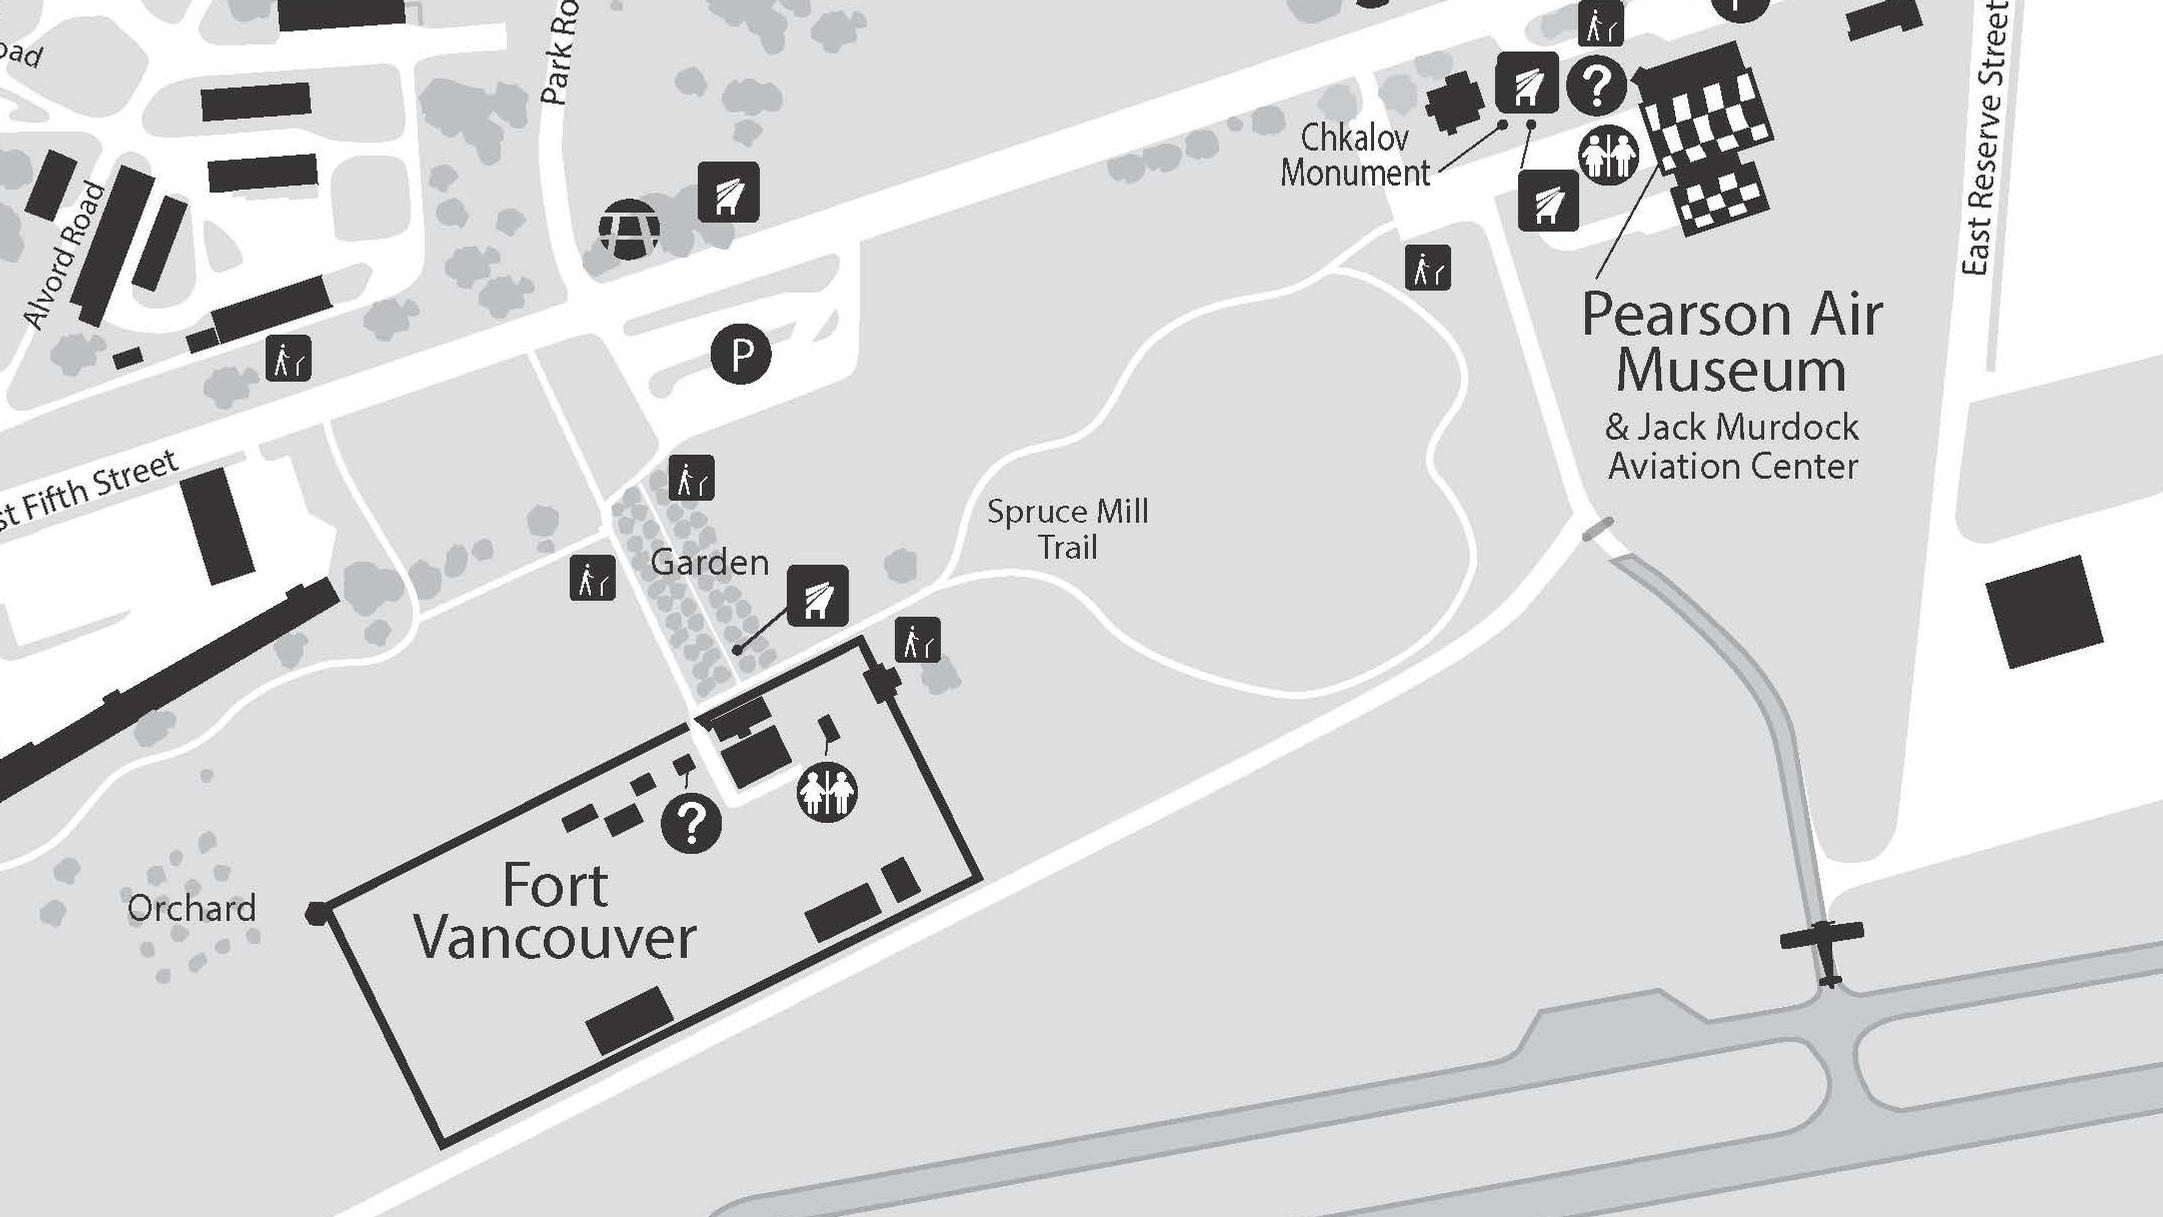 oad
Park Ro
Alvord Road
st Fifth Street
Chkalov
Monument
?
East Reserve Street
Pearson Air
Museum
& Jack Murdock
Aviation Center
P
Garden
Spruce Mill
Trail
?
Fort
Vancouver
Orchard